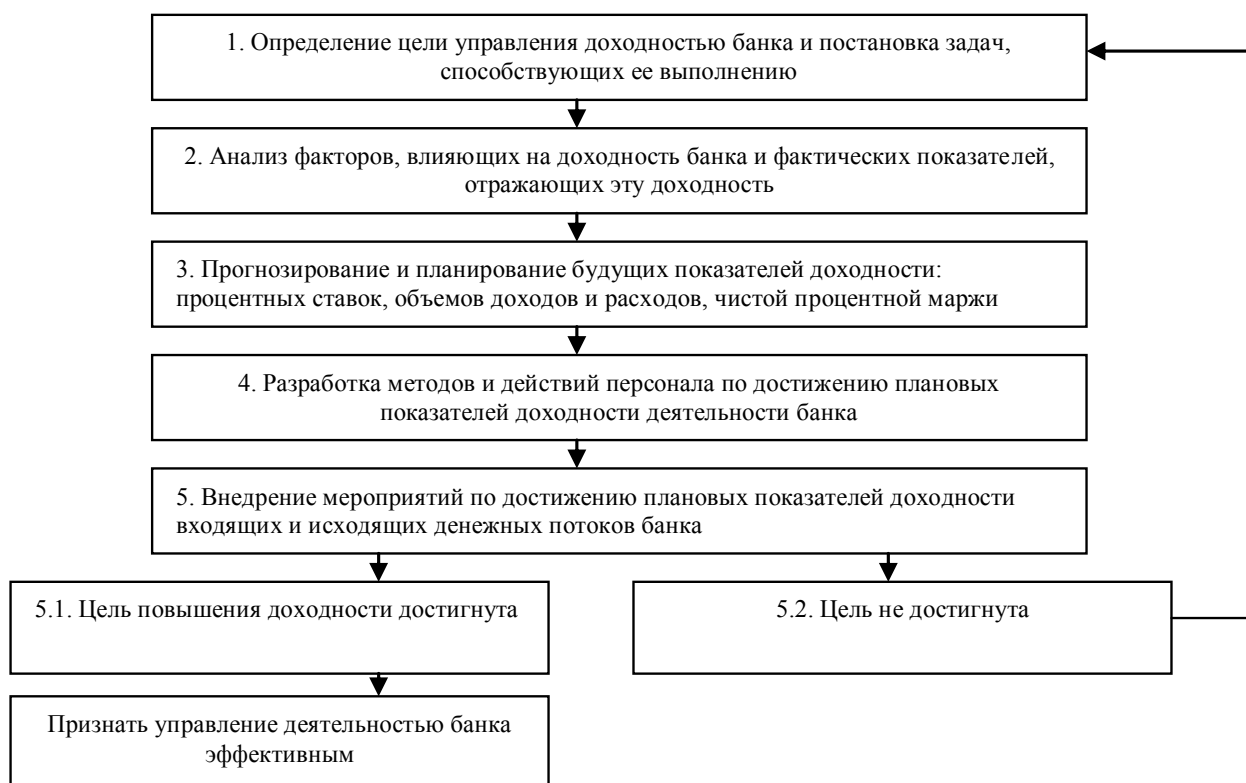 1. Определение цели управления доходностью банка и постановка задач,
способствующих ее выполнению
2. Анализ факторов, влияющих на доходность банка и фактических показателей,
отражающих эту доходность
3. Прогнозирование и планирование будущих показателей доходности:
процентных ставок, объемов доходов и расходов, чистой процентной маржи
4. Разработка методов и действий персонала по достижению плановых
показателей доходности деятельности банка
5. Внедрение мероприятий по достижению плановых показателей доходности
входящих и исходящих денежных потоков банка
5.1. Цель повышения доходности достигнута
5.2. Цель не достигнута
Признать управление деятельностью банка
эффективным